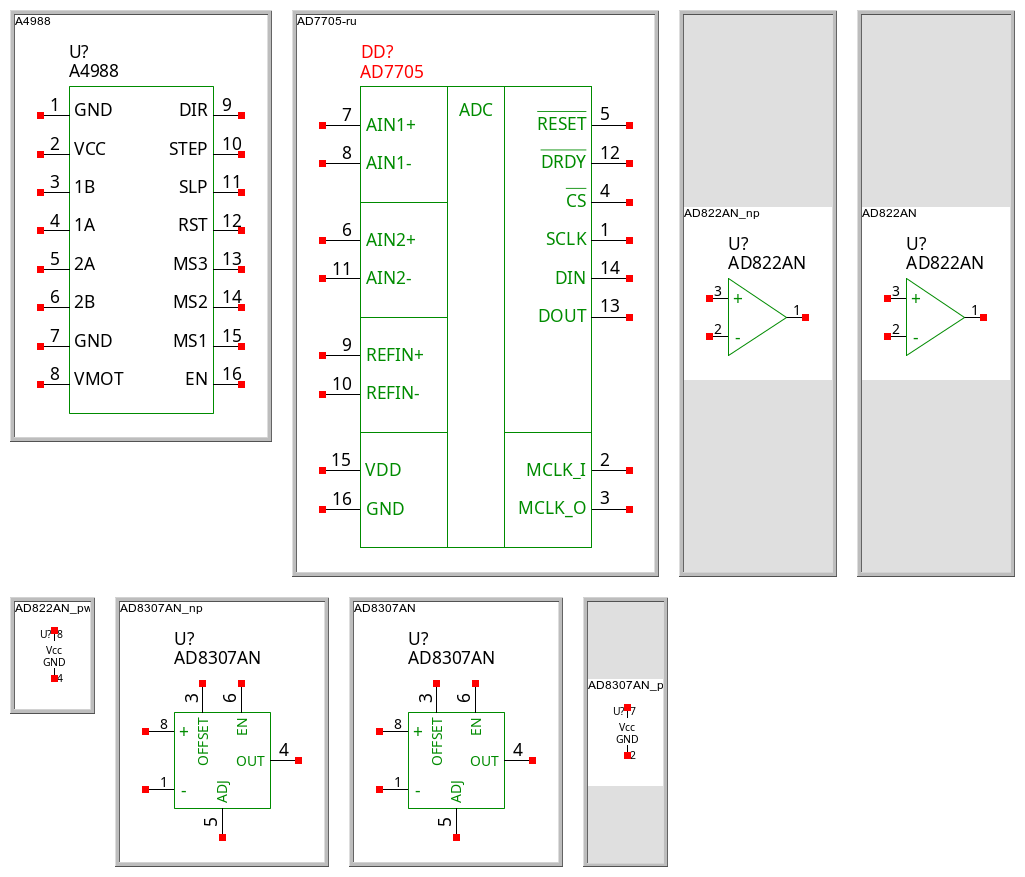 A4988
U?
A4988
1 GND DIR 9
2 VCC STEP 10
3 1B SLP 11
4 1A RST 12
5 2A MS3 13
6 2B MS2 14
7 GND MS1 15
8 VMOT EN 16
AD7705-ru
DD?
AD7705
ADC
7 AIN1+ RESET 5
8 AIN1- DRDY 12
CS 4
6 AIN2+ SCLK 1
11 AIN2- DIN 14
DOUT 13
9 REFIN+
10 REFIN-
15 VDD MCLK_I 2
16 GND MCLK_O 3
AD822AN_np
U?
AD822AN
3 + 1
2 -
AD822AN
U?
AD822AN
3 + 1
2 -
AD822AN_pw
U? 8
Vcc
GND
4
AD8307AN_np
U?
AD8307AN
3 6
8 + OFFSET EN
OUT 4
1 - ADJ
5
AD8307AN
U?
AD8307AN
3 6
8 + OFFSET EN
OUT 4
1 - ADJ
5
AD8307AN_p
U? 7
Vcc
GND
2